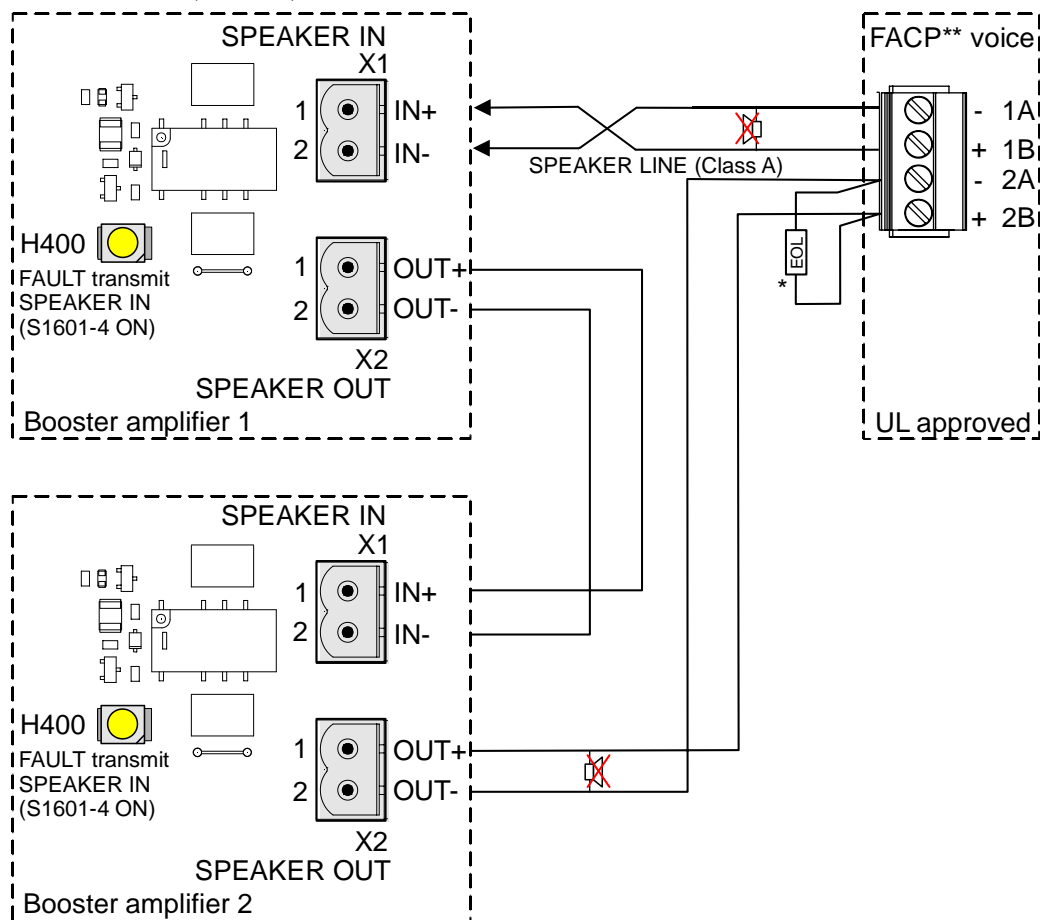 SPEAKER IN
X1
1 IN+
2 IN-
H400
FAULT transmit
SPEAKER IN
(S1601-4 ON)
1 OUT+
2 OUT-
X2
SPEAKER OUT
Booster amplifier 1
SPEAKER LINE (Class A)
FACP** voice
- 1A
+ 1B
- 2A
+ 2B
EOL
*
UL approved
SPEAKER IN
X1
1 IN+
2 IN-
H400
FAULT transmit
SPEAKER IN
(S1601-4 ON)
1 OUT+
2 OUT-
X2
SPEAKER OUT
Booster amplifier 2